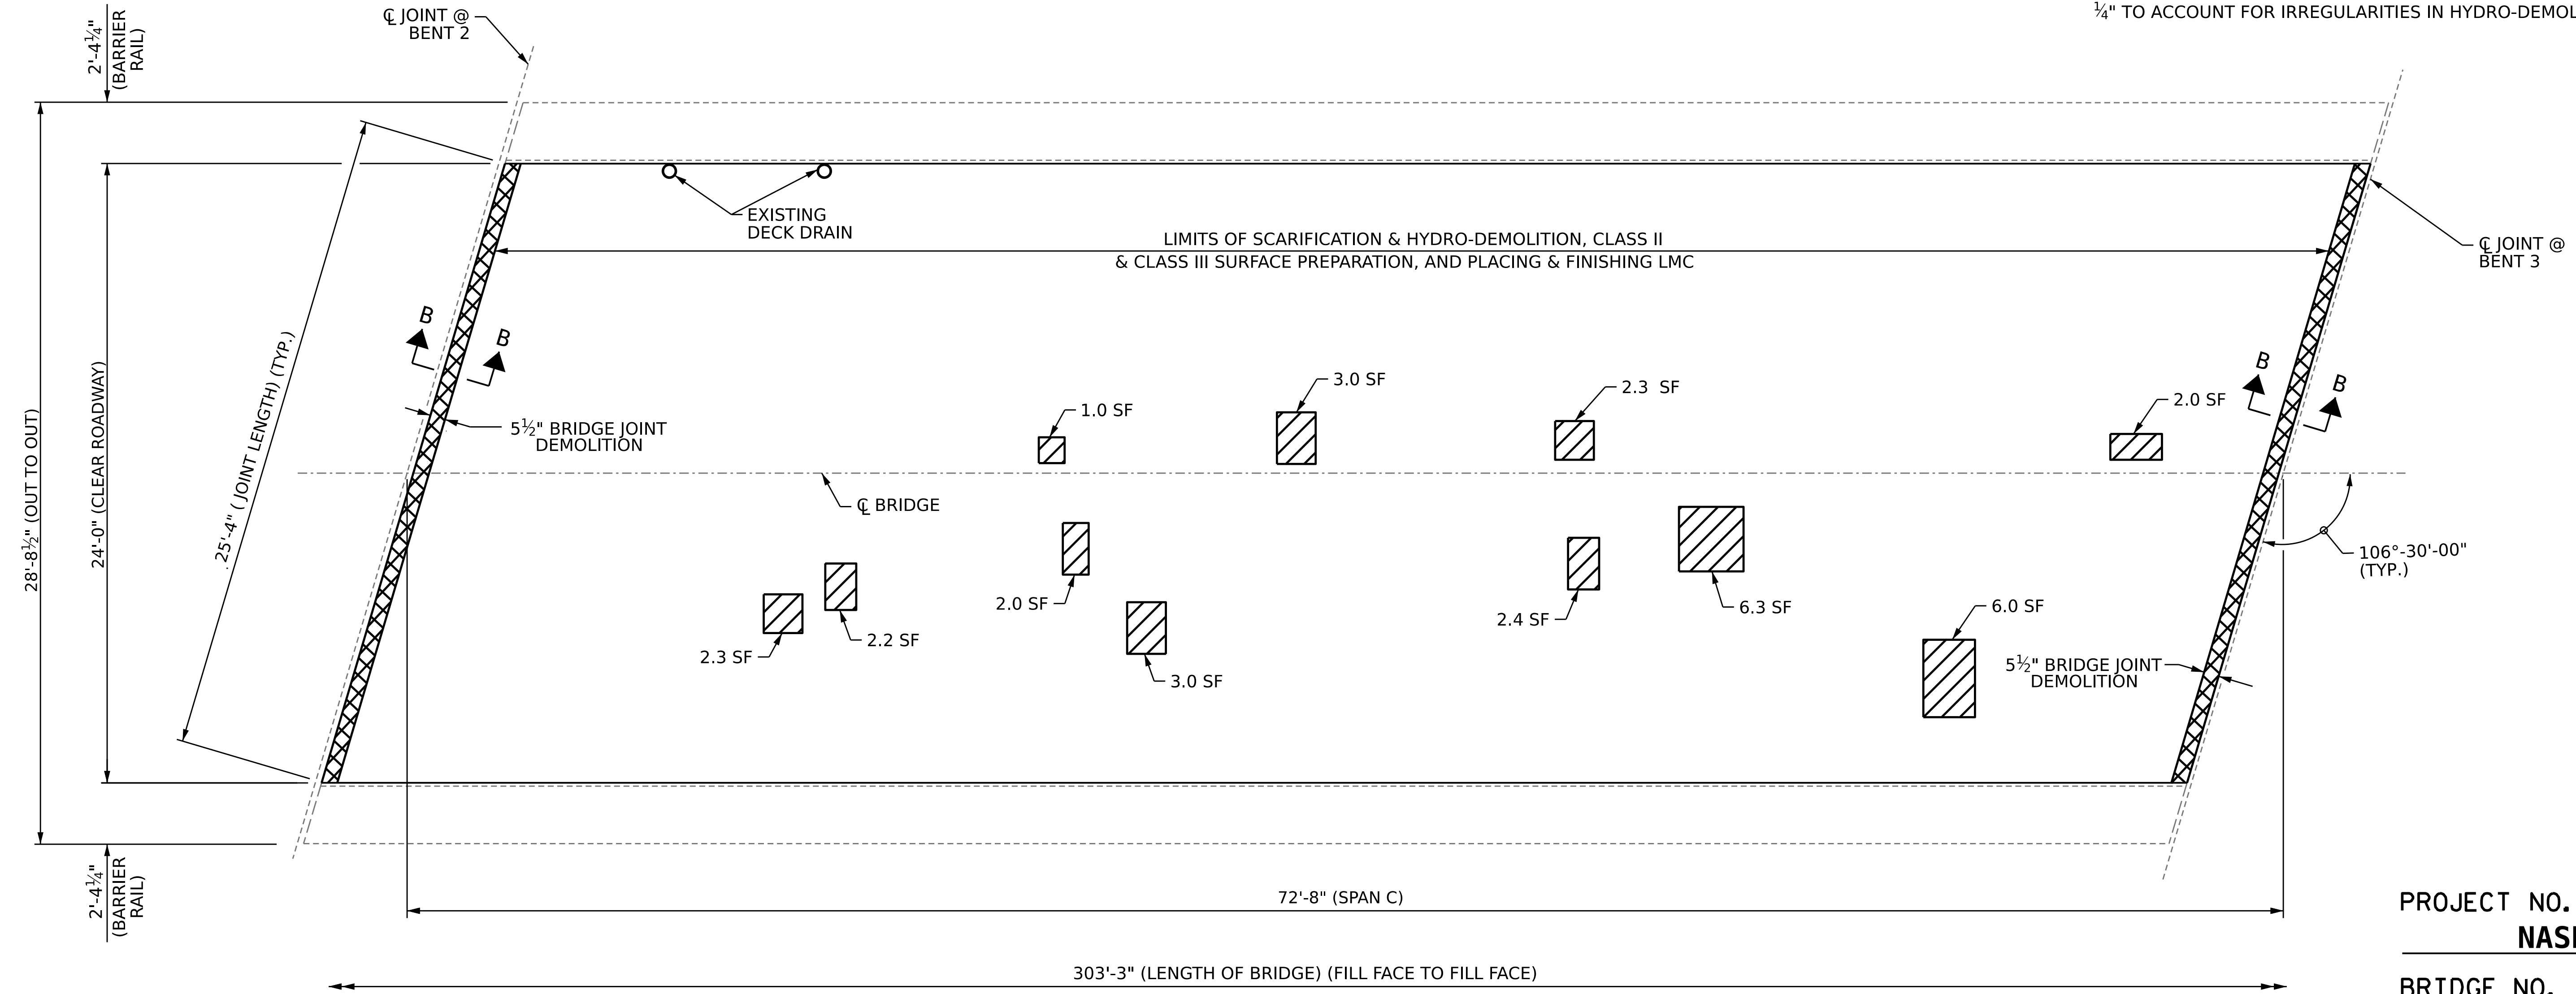 ¼" TO ACCOUNT FOR IRREGULARITIES IN HYDRO-DEMOL
℄ JOINT @
BENT 2
2'-4¼"
(BARRIER
RAIL)
EXISTING
DECK DRAIN
LIMITS OF SCARIFICATION & HYDRO-DEMOLITION, CLASS II
& CLASS III SURFACE PREPARATION, AND PLACING & FINISHING LMC
℄ JOINT @
BENT 3
B
B
B
B
25'-4" ( JOINT LENGTH) (TYP.)
28'-8½" (OUT TO OUT)
24'-0" (CLEAR ROADWAY)
5½" BRIDGE JOINT
DEMOLITION
1.0 SF
3.0 SF
2.3 SF
2.0 SF
℄ BRIDGE
106°-30'-00"
(TYP.)
2.3 SF
2.2 SF
2.0 SF
3.0 SF
2.4 SF
6.3 SF
6.0 SF
5½" BRIDGE JOINT
DEMOLITION
2'-4¼"
(BARRIER
RAIL)
72'-8" (SPAN C)
303'-3" (LENGTH OF BRIDGE) (FILL FACE TO FILL FACE)
PROJECT NO.
NAS
BRIDGE NO.